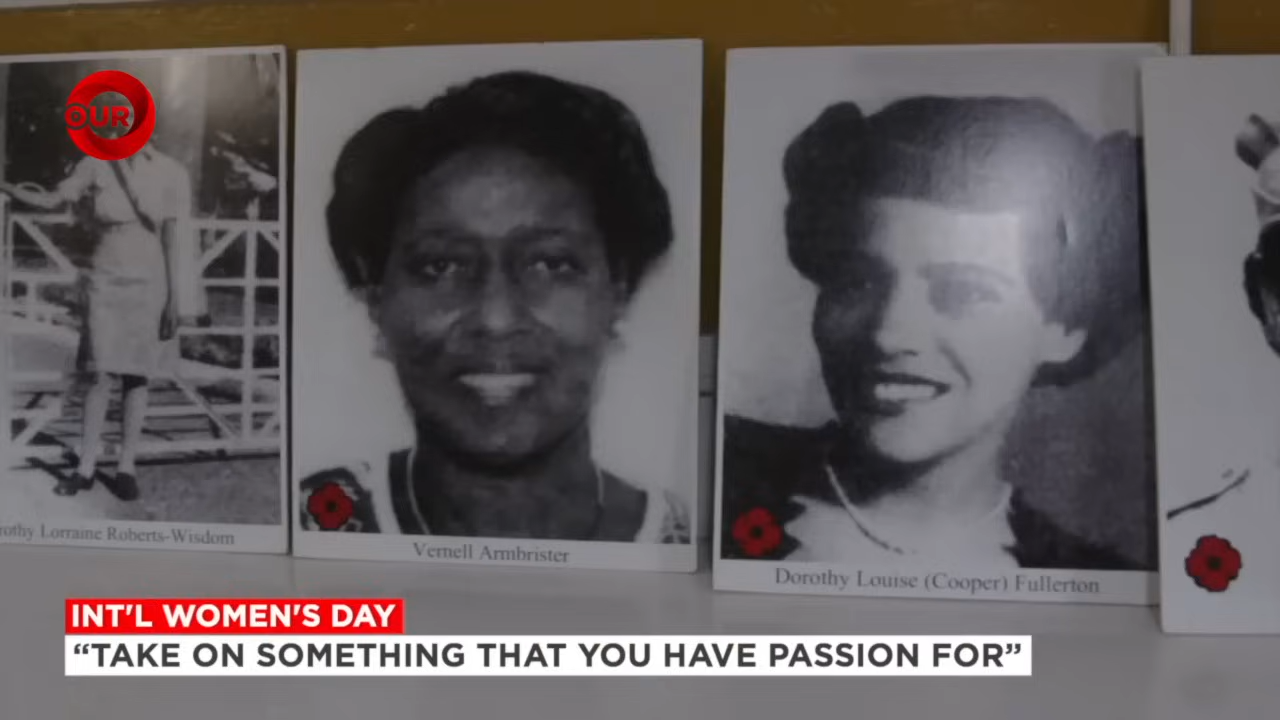 OUR
rothy Lorraine Roberts-Wisdom
Vernell Armbrister
Dorothy Louise (Cooper) Fullerton
INT'L WOMEN'S DAY
“TAKE ON SOMETHING THAT YOU HAVE PASSION FOR”